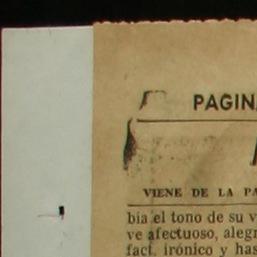 PAGIN
VIENE DE LA PA
bia el tono de su v
ve afectuoso, alegr
fact, irónico y has